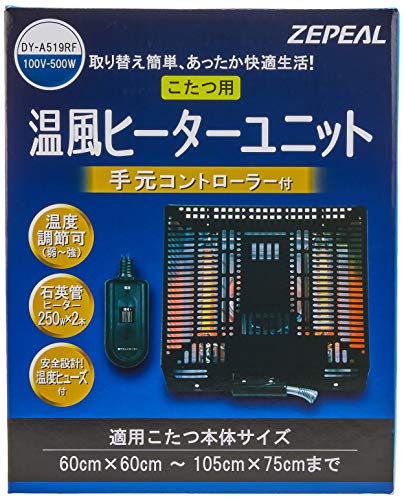 DY-A519RF
100V-500W
ZEPEAL
取り替え簡単、あったか快適生活!
こたつ用
温風ヒーターユニット
手元コントローラー付
温度
調節可
(弱~強)
石英管
ヒーター
250W×2本
安全設計!
温度ヒューズ
付
適用こたつ本体サイズ
60cm×60cm ~ 105cm×75cmまで